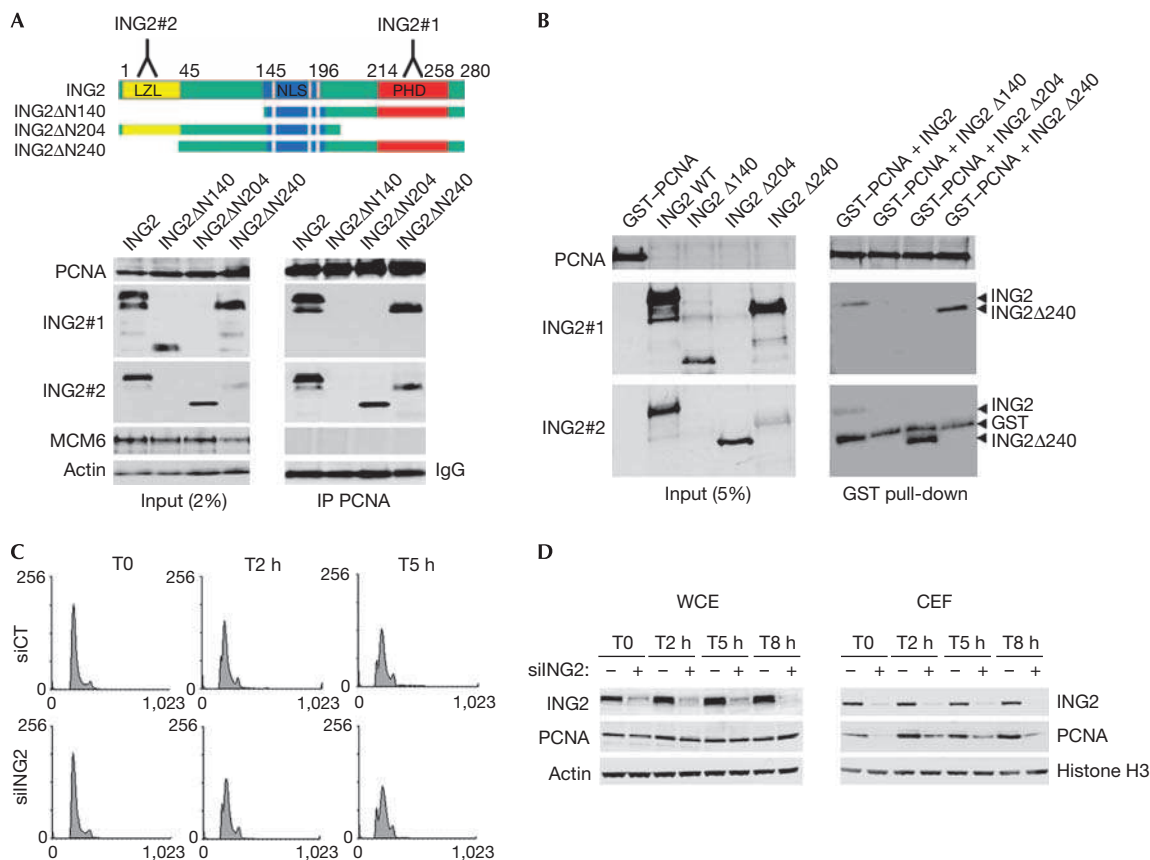 A
ING2#2
ING2#1
1 45 145 196 214 258 280
ING2 LZL NLS PHD
ING2ΔN140
ING2ΔN204
ING2ΔN240
ING2 ING2ΔN140 ING2ΔN204 ING2ΔN240
ING2 ING2ΔN140 ING2ΔN204 ING2ΔN240
PCNA
ING2#1
ING2#2
MCM6
Actin IgG
Input (2%) IP PCNA
B
GST–PCNA ING2 WT ING2 Δ140 ING2 Δ204 ING2 Δ240
GST–PCNA + ING2 GST–PCNA + ING2 Δ140 GST–PCNA + ING2 Δ204 GST–PCNA + ING2 Δ240
PCNA
ING2#1
ING2
ING2Δ240
ING2#2
ING2
GST
ING2Δ240
Input (5%) GST pull-down
C
T0 T2 h T5 h
siCT
256 256 256
0 0 0
0 1,023 0 1,023 0 1,023
siING2
256 256 256
0 0 0
0 1,023 0 1,023 0 1,023
D
WCE CEF
T0 T2 h T5 h T8 h T0 T2 h T5 h T8 h
siING2: – + – + – + – + – + – + – + – +
ING2 ING2
PCNA PCNA
Actin Histone H3